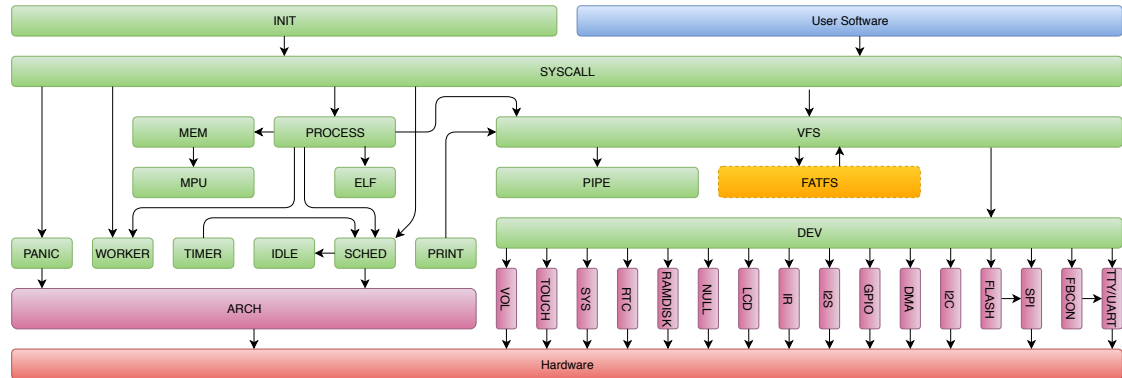 INIT
User Software
SYSCALL
MEM
PROCESS
VFS
MPU
ELF
PIPE
FATFS
DEV
PANIC
WORKER
TIMER
IDLE
SCHED
PRINT
VOL
TOUCH
SYS
RTC
RAMDISK
NULL
LCD
IR
I2S
GPIO
DMA
I2C
FLASH
SPI
FBCON
TTY/UART
ARCH
Hardware